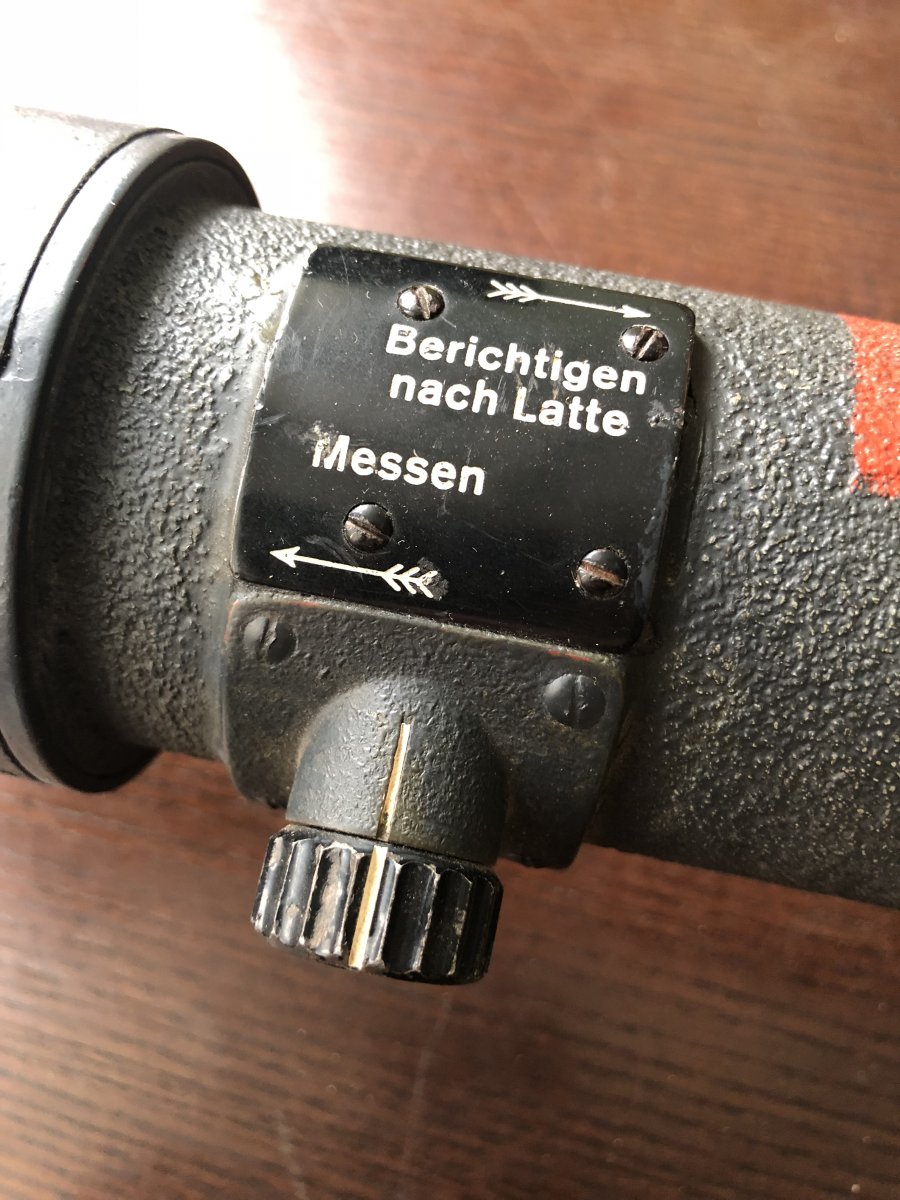 Berichtigen
nach Latte
Messen